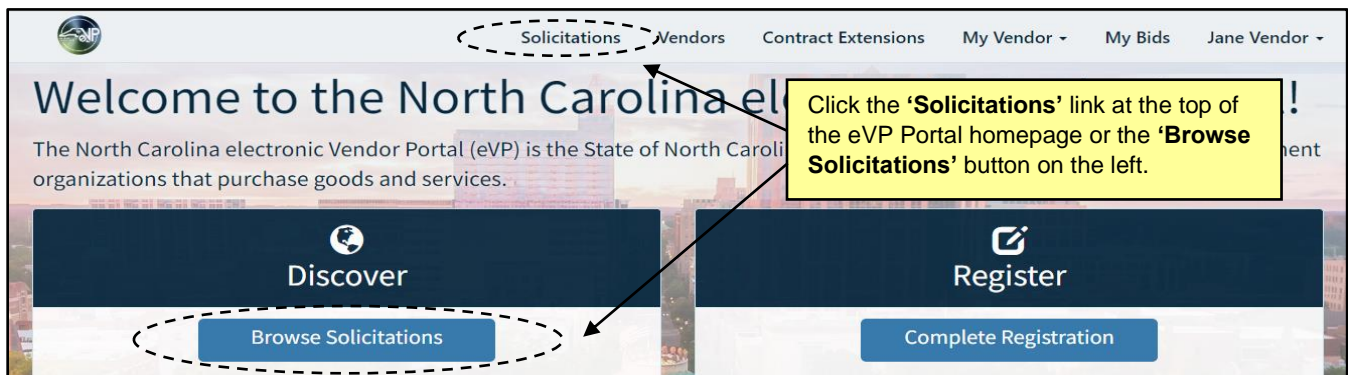 eVP
Solicitations Vendors Contract Extensions My Vendor My Bids Jane Vendor
Welcome to the North Carolina el !
The North Carolina electronic Vendor Portal (eVP) is the State of North Caroli
organizations that purchase goods and services.
Click the ‘Solicitations’ link at the top of
the eVP Portal homepage or the ‘Browse
Solicitations’ button on the left.
Discover
Browse Solicitations
Register
Complete Registration